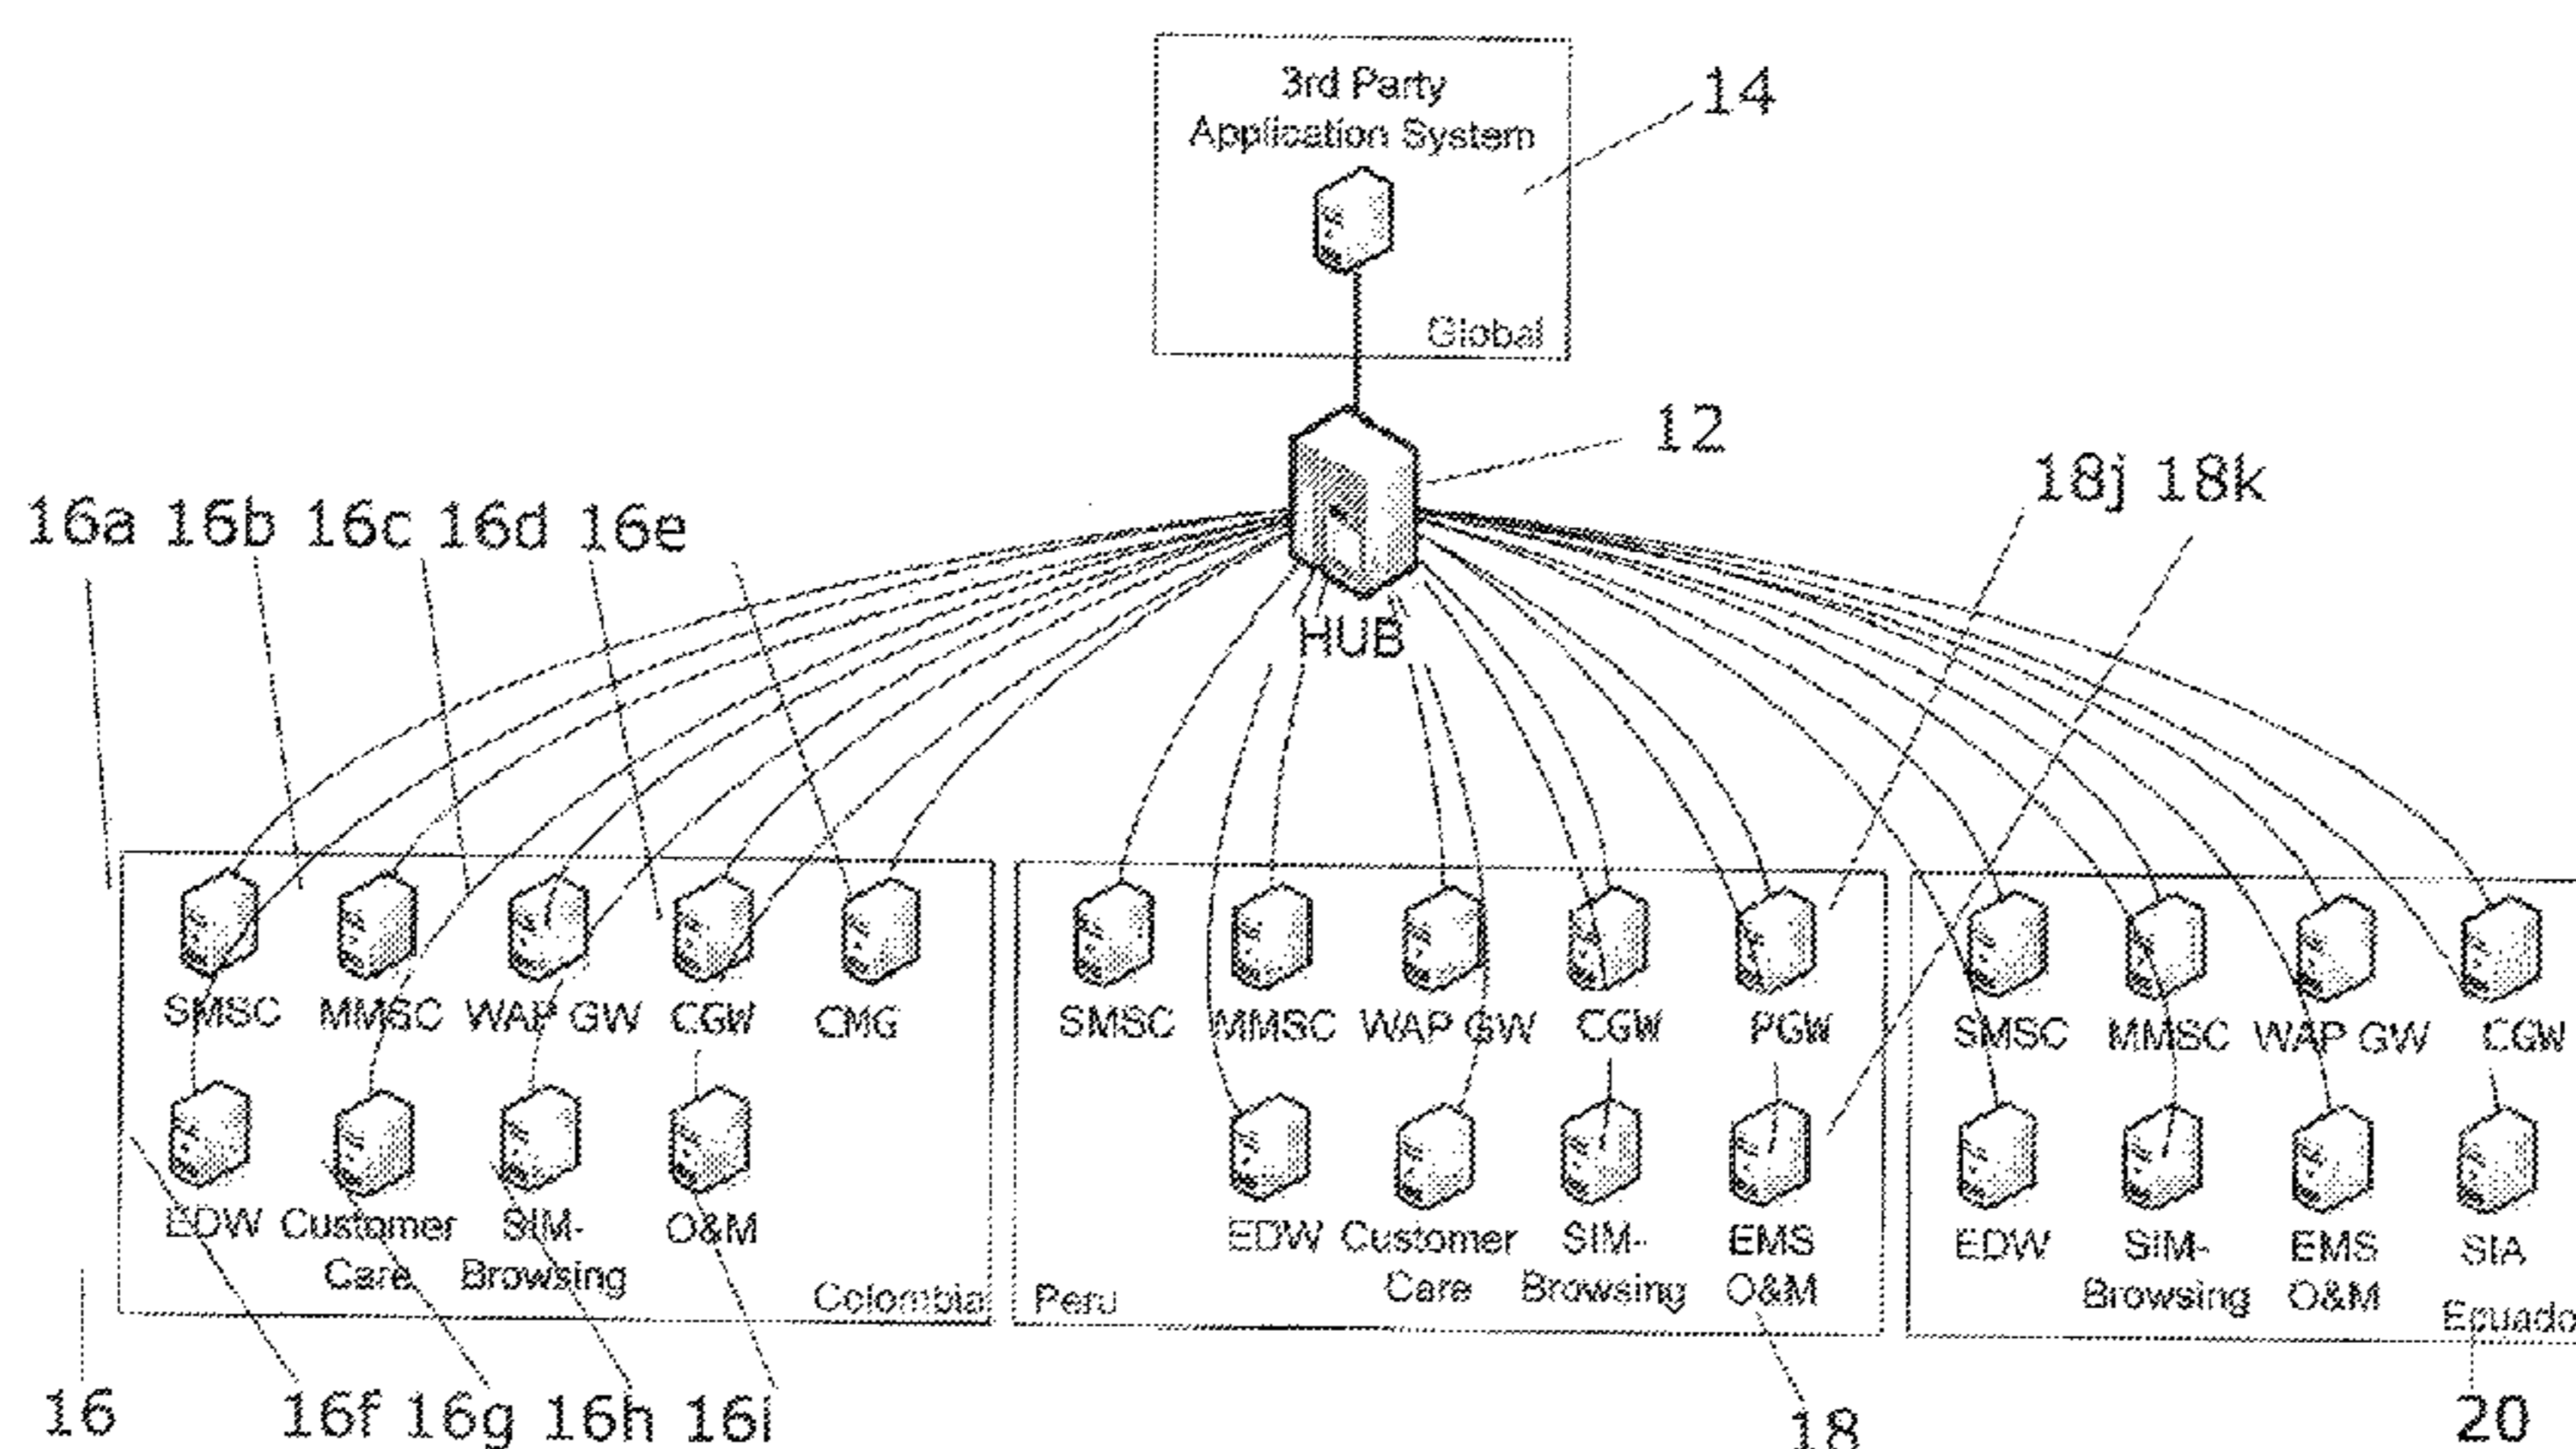 3rd Party
Application System
14
Global
12
18j 18k
16a 16b 16c 16d 16e
HUB
SMSC MMSC WAP GW CGW CMG
SMSC MMSC WAP GW CGW PGW
SMSC MMSC WAP GW CGW
EDW Customer Care SIM-Browsing O&M
Colombia
EDW Customer Care SIM-Browsing EMS O&M
Peru
EDW SIM-Browsing EMS O&M SIA
Ecuado
16 16f 16g 16h 16i 18 20